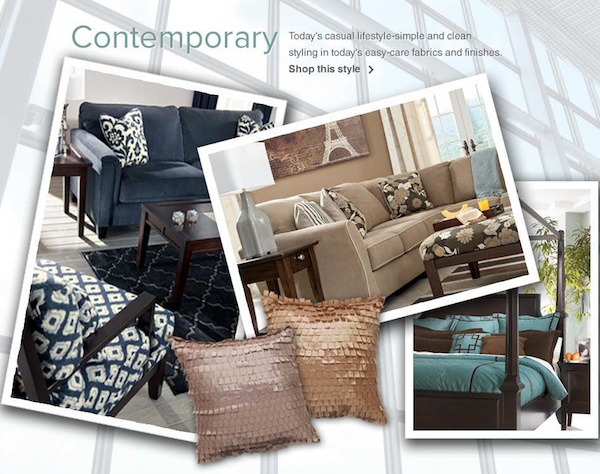 Contemporary
Today's casual lifestyle-simple and clean
styling in today's easy-care fabrics and finishes.
Shop this style >